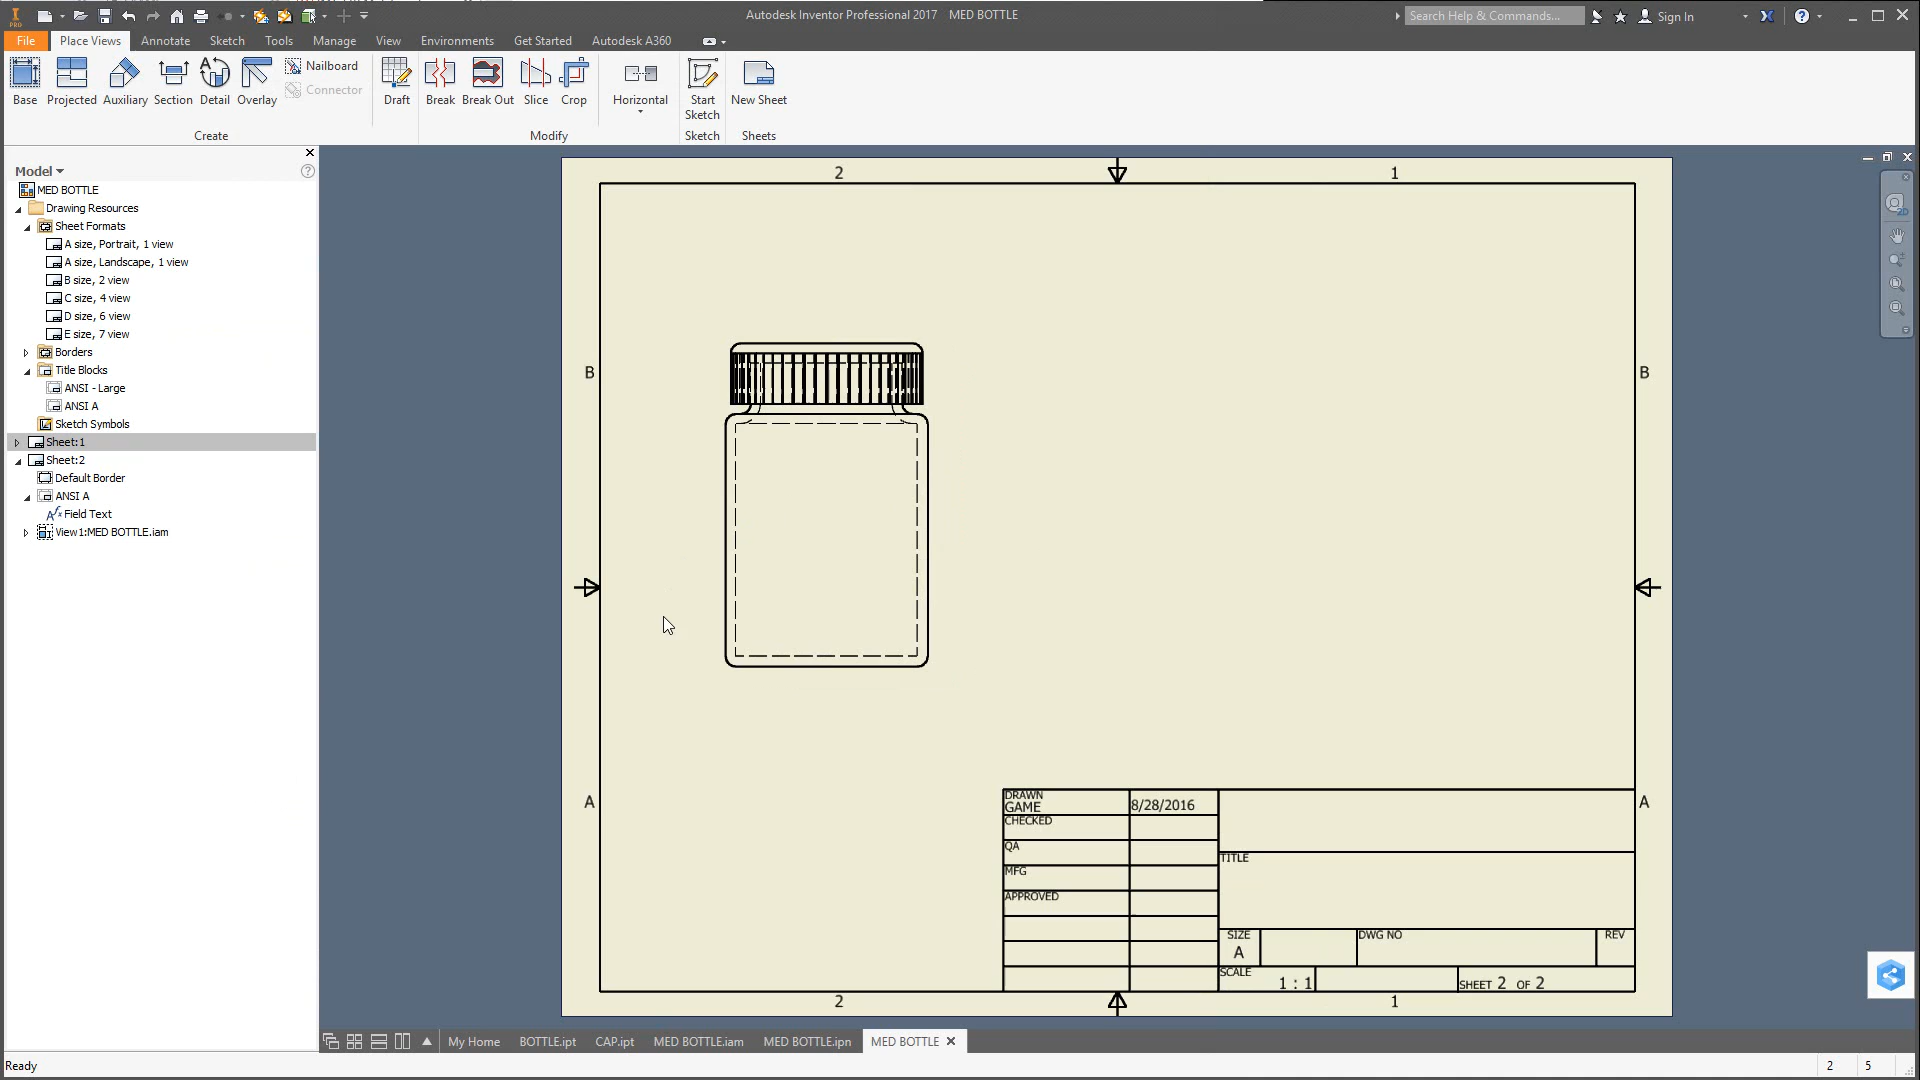 Autodesk Inventor Professional 2017 MED BOTTLE
Search Help & Commands...
Sign In
File Place Views Annotate Sketch Tools Manage View Environments Get Started Autodesk A360
Base Projected Auxiliary Section Detail Overlay
Nailboard
Connector
Draft Break Break Out Slice Crop
Horizontal
Start
Sketch
New Sheet
Create Modify Sketch Sheets
Model
MED BOTTLE
Drawing Resources
Sheet Formats
A size, Portrait, 1 view
A size, Landscape, 1 view
B size, 2 view
C size, 4 view
D size, 6 view
E size, 7 view
Borders
Title Blocks
ANSI - Large
ANSI A
Sketch Symbols
Sheet:1
Sheet:2
Default Border
ANSI A
Field Text
View1:MED BOTTLE.iam
2 1
B B
A A
DRAWN
GAME 8/28/2016
CHECKED
QA
MFG
APPROVED
TITLE
SIZE
A
DWG NO
REV
SCALE
1 : 1
SHEET 2 OF 2
2 1
My Home BOTTLE.ipt CAP.ipt MED BOTTLE.iam MED BOTTLE.ipn MED BOTTLE
Ready 2 5